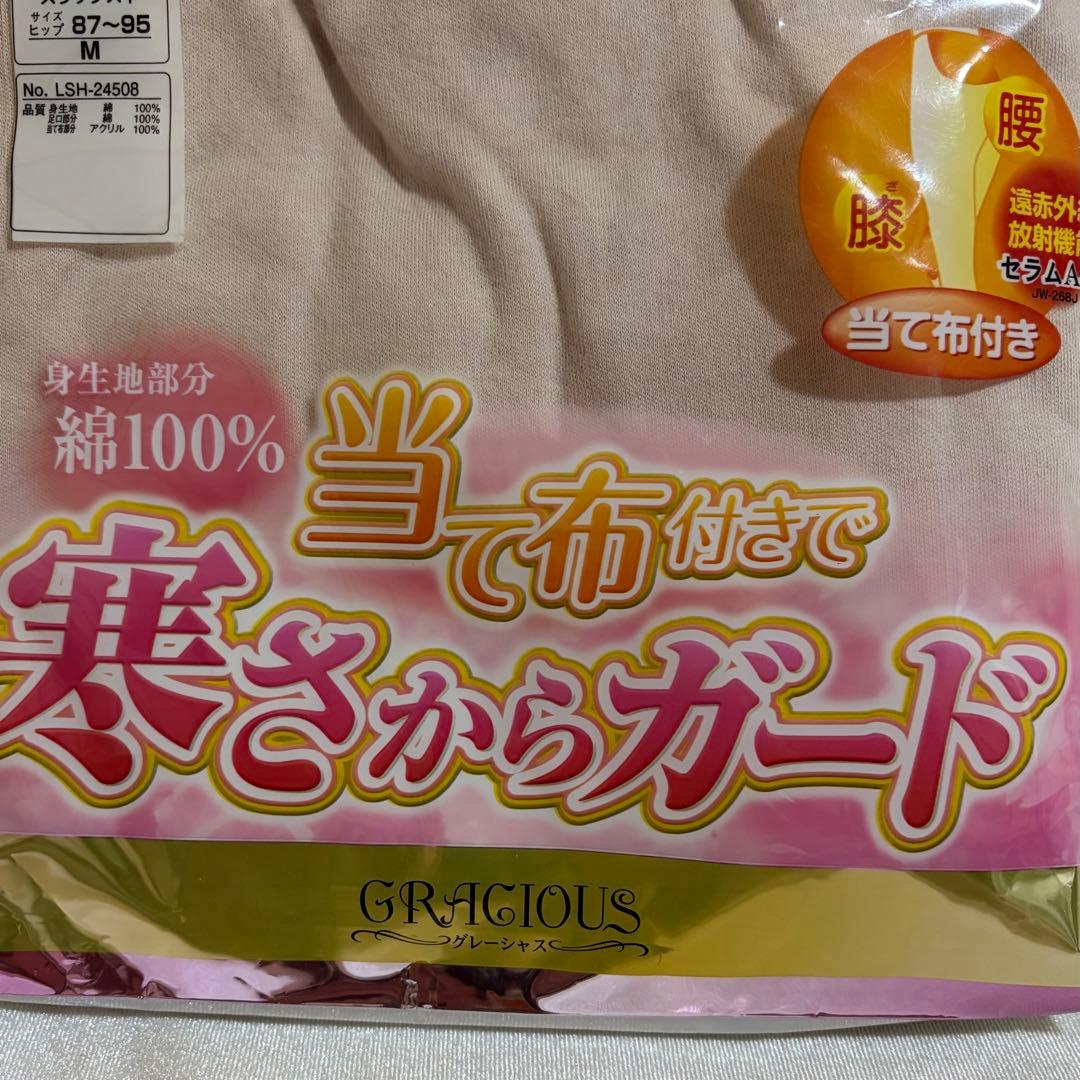 サイズ
ヒップ 87～95
M
No. LSH-24508
品質 身生地 綿 100%
足口部分 綿 100%
当て布部分 アクリル 100%
腰
ざ
膝
遠赤外
放射機
セラムA
JW-268J
当て布付き
身生地部分
綿100%
当て布付きで
寒さからガード
GRACIOUS
グレーシャス